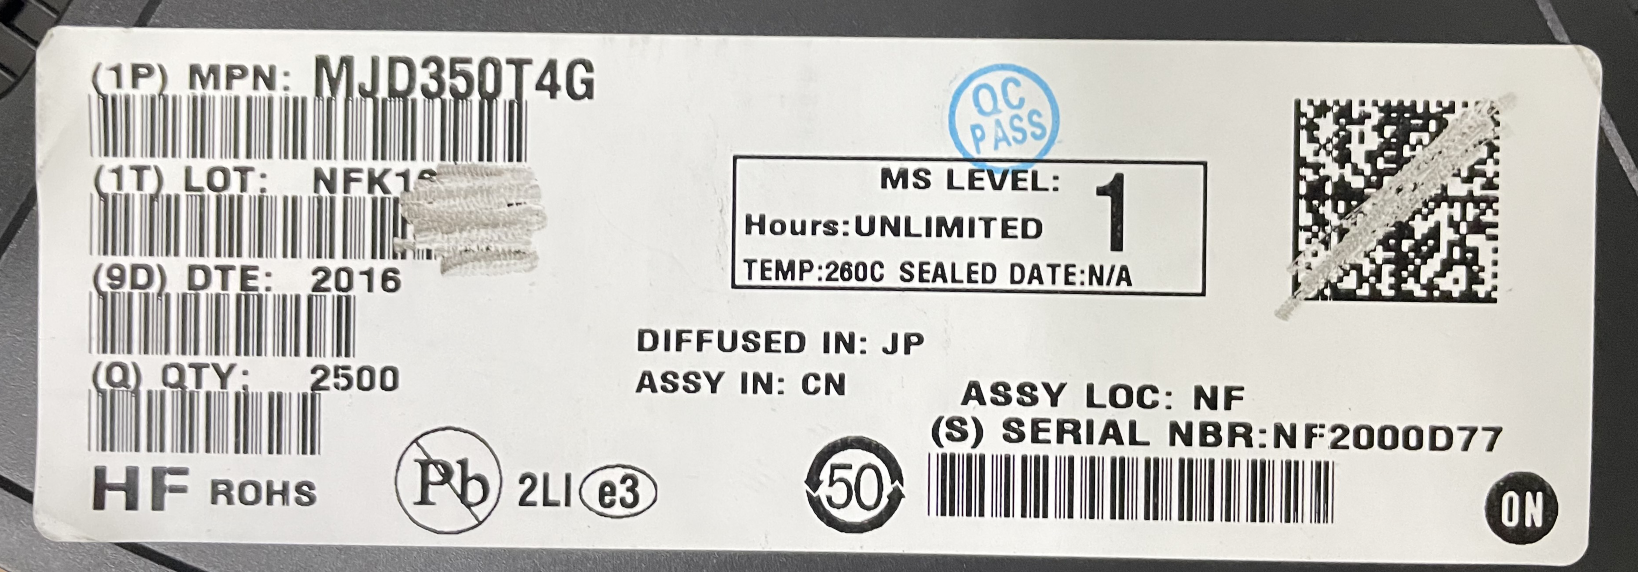 (1P) MPN: MJD350T4G
QC
PASS
(1T) LOT: NFK16
MS LEVEL: 1
Hours:UNLIMITED
TEMP:260C SEALED DATE:N/A
(9D) DTE: 2016
DIFFUSED IN: JP
(Q) QTY: 2500
ASSY IN: CN
ASSY LOC: NF
(S) SERIAL NBR:NF2000D77
HF ROHS
Pb
2LI e3
50
ON